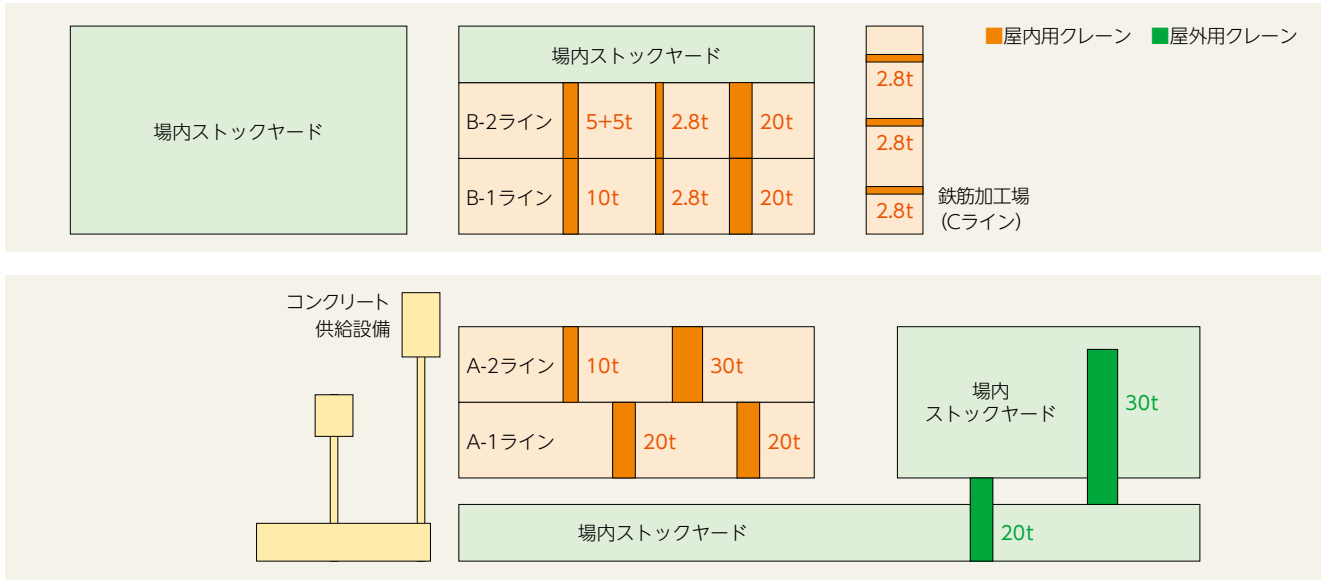 ■屋内用クレーン ■屋外用クレーン
場内ストックヤード
場内ストックヤード
B-2ライン 5+5t 2.8t 20t
B-1ライン 10t 2.8t 20t
2.8t
2.8t
2.8t
鉄筋加工場
(Cライン)
コンクリート
供給設備
A-2ライン 10t 30t
A-1ライン 20t 20t
場内
ストックヤード
30t
場内ストックヤード
20t